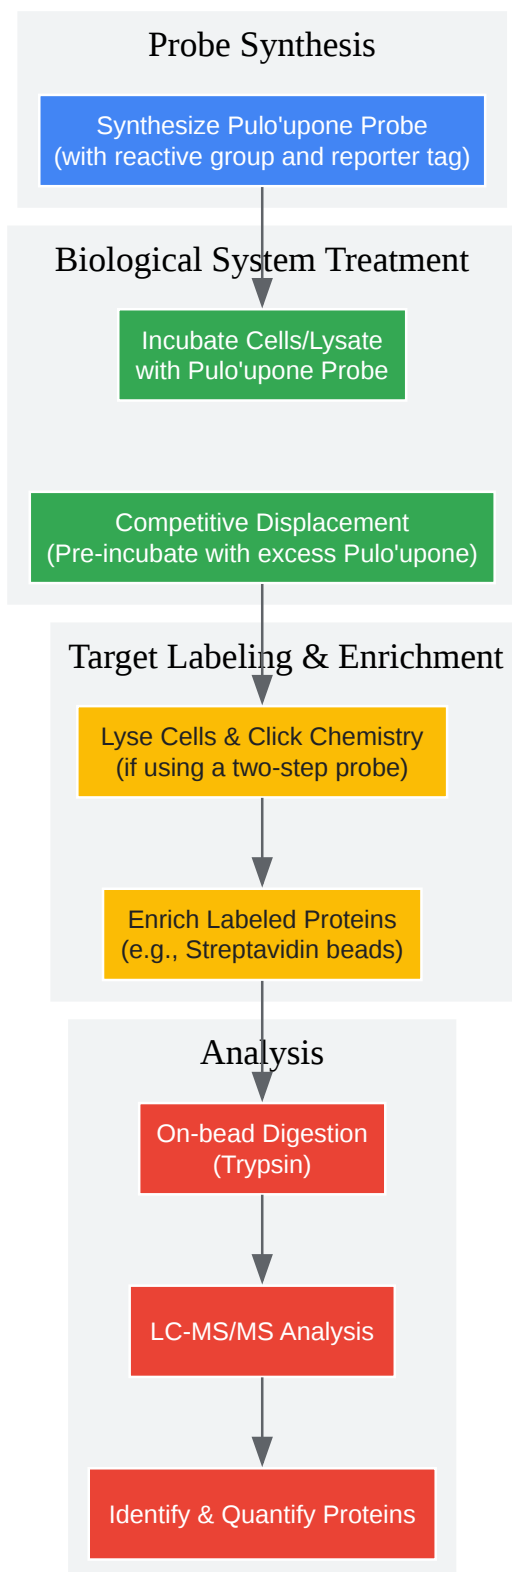 Probe Synthesis
Synthesize Pulo'upone Probe
(with reactive group and reporter tag)
Biological System Treatment
Incubate Cells/Lysate
with Pulo'upone Probe
Competitive Displacement
(Pre-incubate with excess Pulo'upone)
Target Labeling & Enrichment
Lyse Cells & Click Chemistry
(if using a two-step probe)
Enrich Labeled Proteins
(e.g., Streptavidin beads)
Analysis
On-bead Digestion
(Trypsin)
LC-MS/MS Analysis
Identify & Quantify Proteins